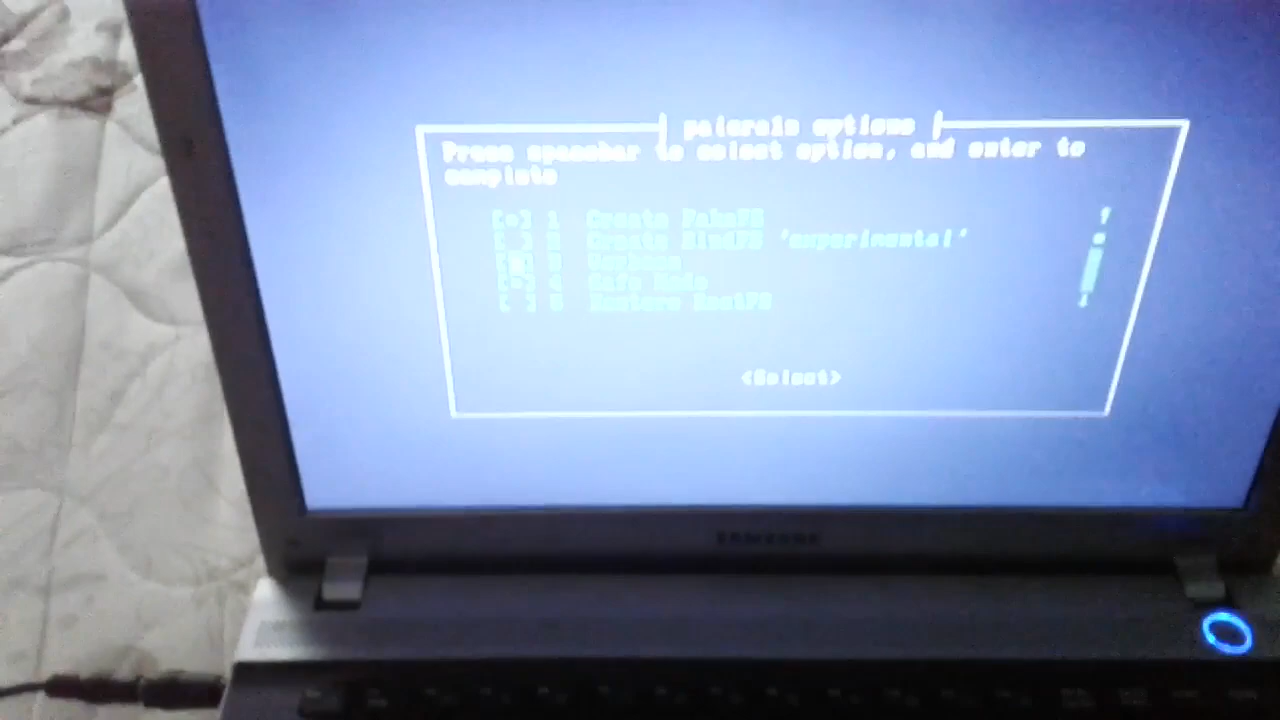 palera1n options
Press spacebar to select option, and enter to
complete
[*] 1 Create FakeFS
[ ] 2 Create BindFS 'experimental'
[ ] 3 Verbose
[*] 4 Safe Mode
[ ] 5 Restore RootFS
<Select>
SAMSUNG